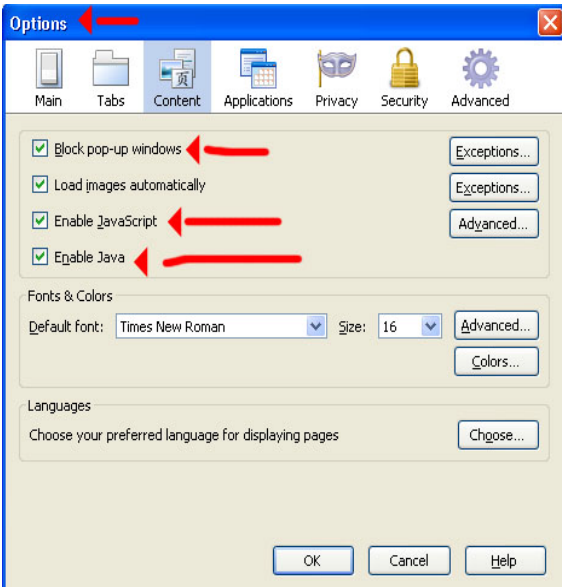 Options
Main Tabs Content Applications Privacy Security Advanced
Block pop-up windows Exceptions...
Load images automatically Exceptions...
Enable JavaScript Advanced...
Enable Java
Fonts & Colors
Default font: Times New Roman Size: 16 Advanced...
Colors...
Languages
Choose your preferred language for displaying pages Choose...
OK Cancel Help